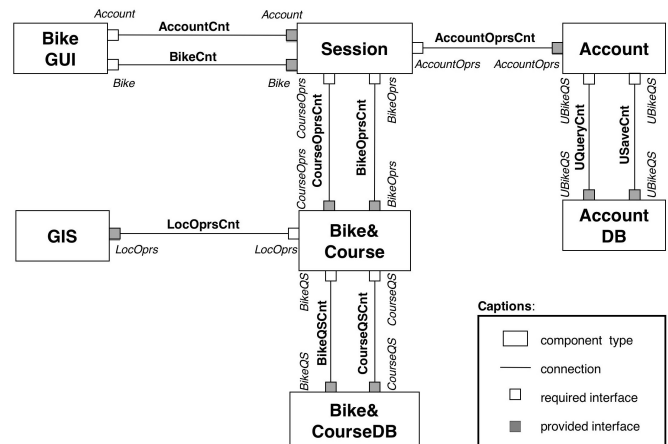 Account
AccountCnt
Account
Bike
GUI
BikeCnt
Bike
Bike
Session
AccountOprsCnt
AccountOprs
AccountOprs
Account
CourseOprs
CourseOprsCnt
CourseOprs
BikeOprs
BikeOprsCnt
BikeOprs
UBikeQS
UQueryCnt
UBikeQS
UBikeQS
USaveCnt
UBikeQS
Account
DB
GIS
LocOprsCnt
LocOprs
LocOprs
Bike&
Course
BikeQS
BikeQSCnt
BikeQS
CourseQS
CourseQSCnt
CourseQS
Bike&
CourseDB
Captions:
component type
connection
required interface
provided interface